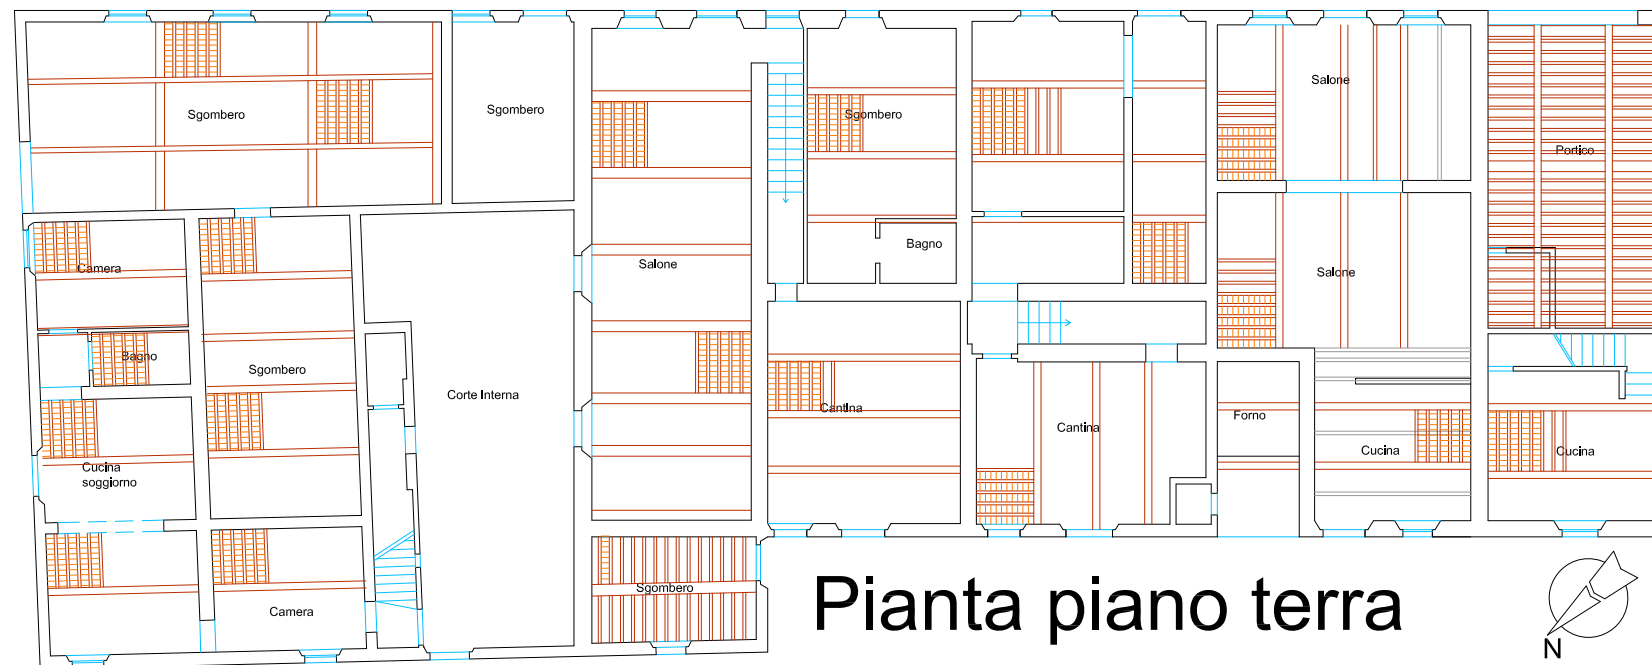 Salone
Sgombero
Sgombero
Sgombero
Portico
Bagno
Salone
Camera
Salone
Bagno
Sgombero
Corte Interna
Cantina
Forno
Cantina
Cucina
Cucina
Cucina
soggiorno
Sgombero
Camera
Pianta piano terra
N